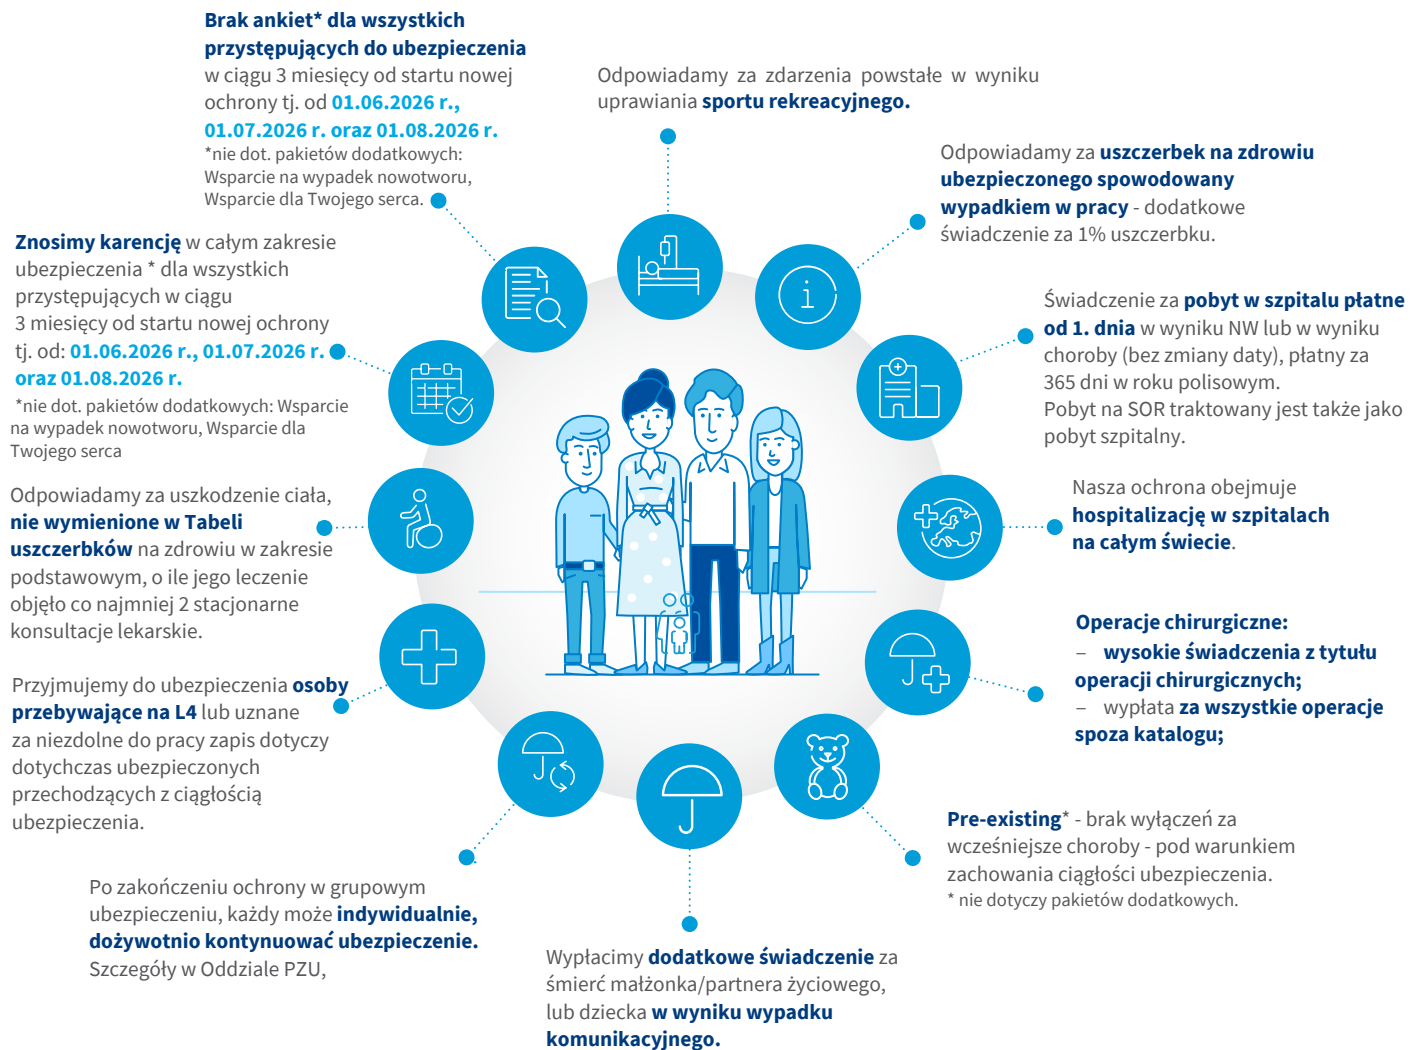 Brak ankiet* dla wszystkich
przystępujących do ubezpieczenia
w ciągu 3 miesięcy od startu nowej
ochrony tj. od 01.06.2026 r.,
01.07.2026 r. oraz 01.08.2026 r.
*nie dot. pakietów dodatkowych:
Wsparcie na wypadek nowotworu,
Wsparcie dla Twojego serca.
Odpowiadamy za zdarzenia powstałe w wyniku
uprawiania sportu rekreacyjnego.
Odpowiadamy za uszczerbek na zdrowiu
ubezpieczonego spowodowany
wypadkiem w pracy - dodatkowe
świadczenie za 1% uszczerbku.
Znosimy karencję w całym zakresie
ubezpieczenia * dla wszystkich
przystępujących w ciągu
3 miesięcy od startu nowej ochrony
tj. od: 01.06.2026 r., 01.07.2026 r.
oraz 01.08.2026 r.
*nie dot. pakietów dodatkowych: Wsparcie
na wypadek nowotworu, Wsparcie dla
Twojego serca
Świadczenie za pobyt w szpitalu płatne
od 1. dnia w wyniku NW lub w wyniku
choroby (bez zmiany daty), płatny za
365 dni w roku polisowym.
Pobyt na SOR traktowany jest także jako
pobyt szpitalny.
Odpowiadamy za uszkodzenie ciała,
nie wymienione w Tabeli
uszczerbków na zdrowiu w zakresie
podstawowym, o ile jego leczenie
objęło co najmniej 2 stacjonarne
konsultacje lekarskie.
Nasza ochrona obejmuje
hospitalizację w szpitalach
na całym świecie.
Przyjmujemy do ubezpieczenia osoby
przebywające na L4 lub uznane
za niezdolne do pracy zapis dotyczy
dotychczas ubezpieczonych
przechodzących z ciągłością
ubezpieczenia.
Operacje chirurgiczne:
– wysokie świadczenia z tytułu
operacji chirurgicznych;
– wypłata za wszystkie operacje
spoza katalogu;
Pre-existing* - brak wyłączeń za
wcześniejsze choroby - pod warunkiem
zachowania ciągłości ubezpieczenia.
* nie dotyczy pakietów dodatkowych.
Po zakończeniu ochrony w grupowym
ubezpieczeniu, każdy może indywidualnie,
dożywotnio kontynuować ubezpieczenie.
Szczegóły w Oddziale PZU,
Wypłacimy dodatkowe świadczenie za
śmierć małżonka/partnera życiowego,
lub dziecka w wyniku wypadku
komunikacyjnego.